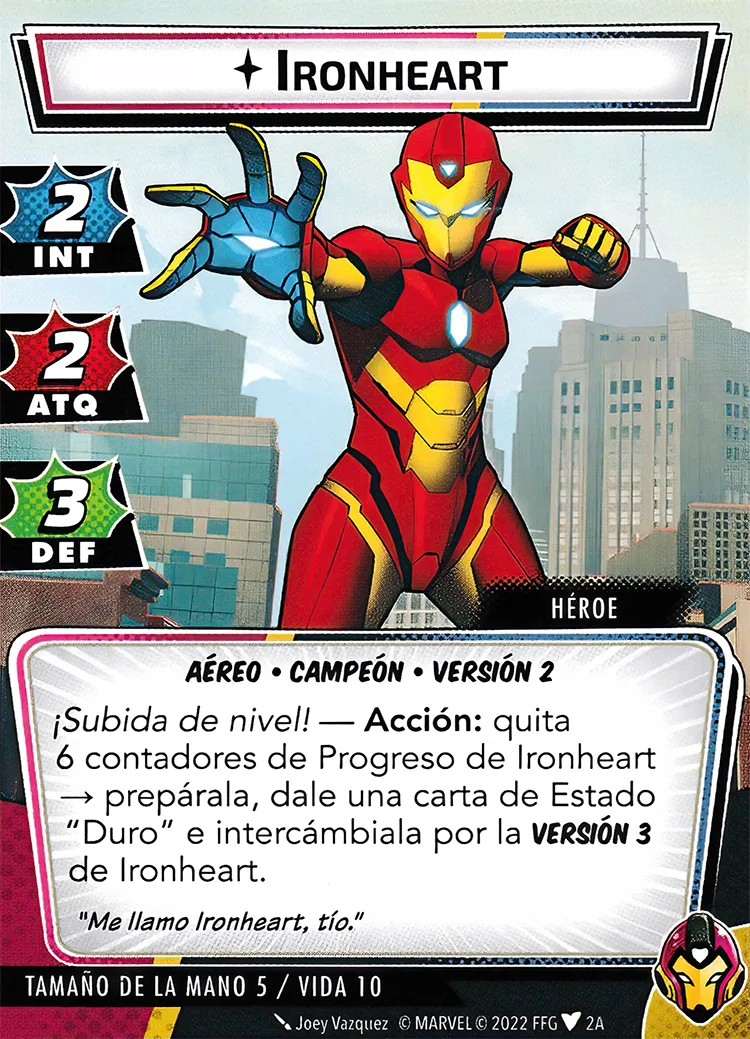 IRONHEART
2
INT
2
ATQ
3
DEF
HÉROE
AÉREO • CAMPEÓN • VERSIÓN 2
¡Subida de nivel! — Acción: quita
6 contadores de Progreso de Ironheart
→ prepárala, dale una carta de Estado
“Duro” e intercámbiala por la VERSIÓN 3
de Ironheart.
"Me llamo Ironheart, tío."
TAMAÑO DE LA MANO 5 / VIDA 10
Joey Vazquez © MARVEL © 2022 FFG 2A